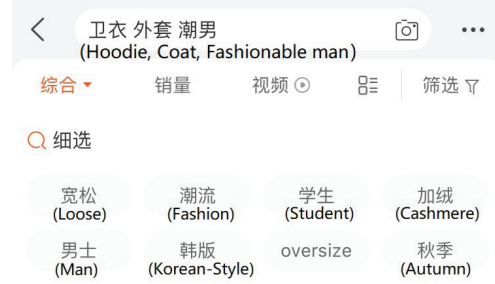 卫衣 外套 潮男
(Hoodie, Coat, Fashionable man)
综合 销量 视频 筛选
细选
宽松 潮流 学生 加绒
(Loose) (Fashion) (Student) (Cashmere)
男士 韩版 oversize 秋季
(Man) (Korean-Style) (Autumn)